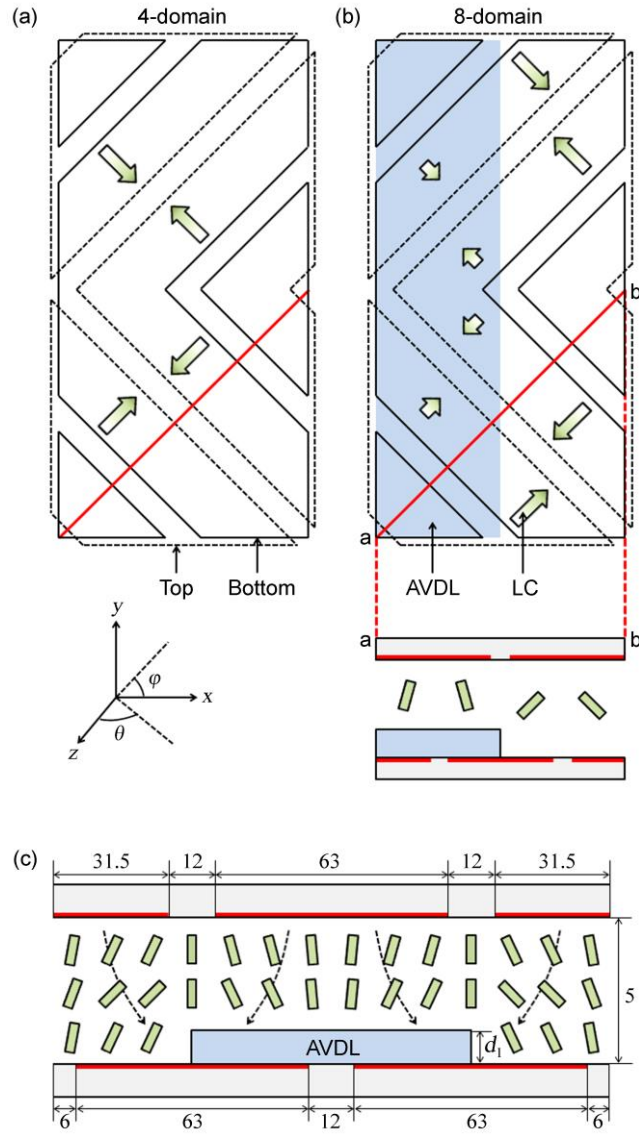 (a) 4-domain
(b) 8-domain
Top Bottom
a
b
AVDL LC
y
φ
x
z
θ
a b
(c)
31.5 12 63 12 31.5
5
AVDL d₁
6 63 12 63 6